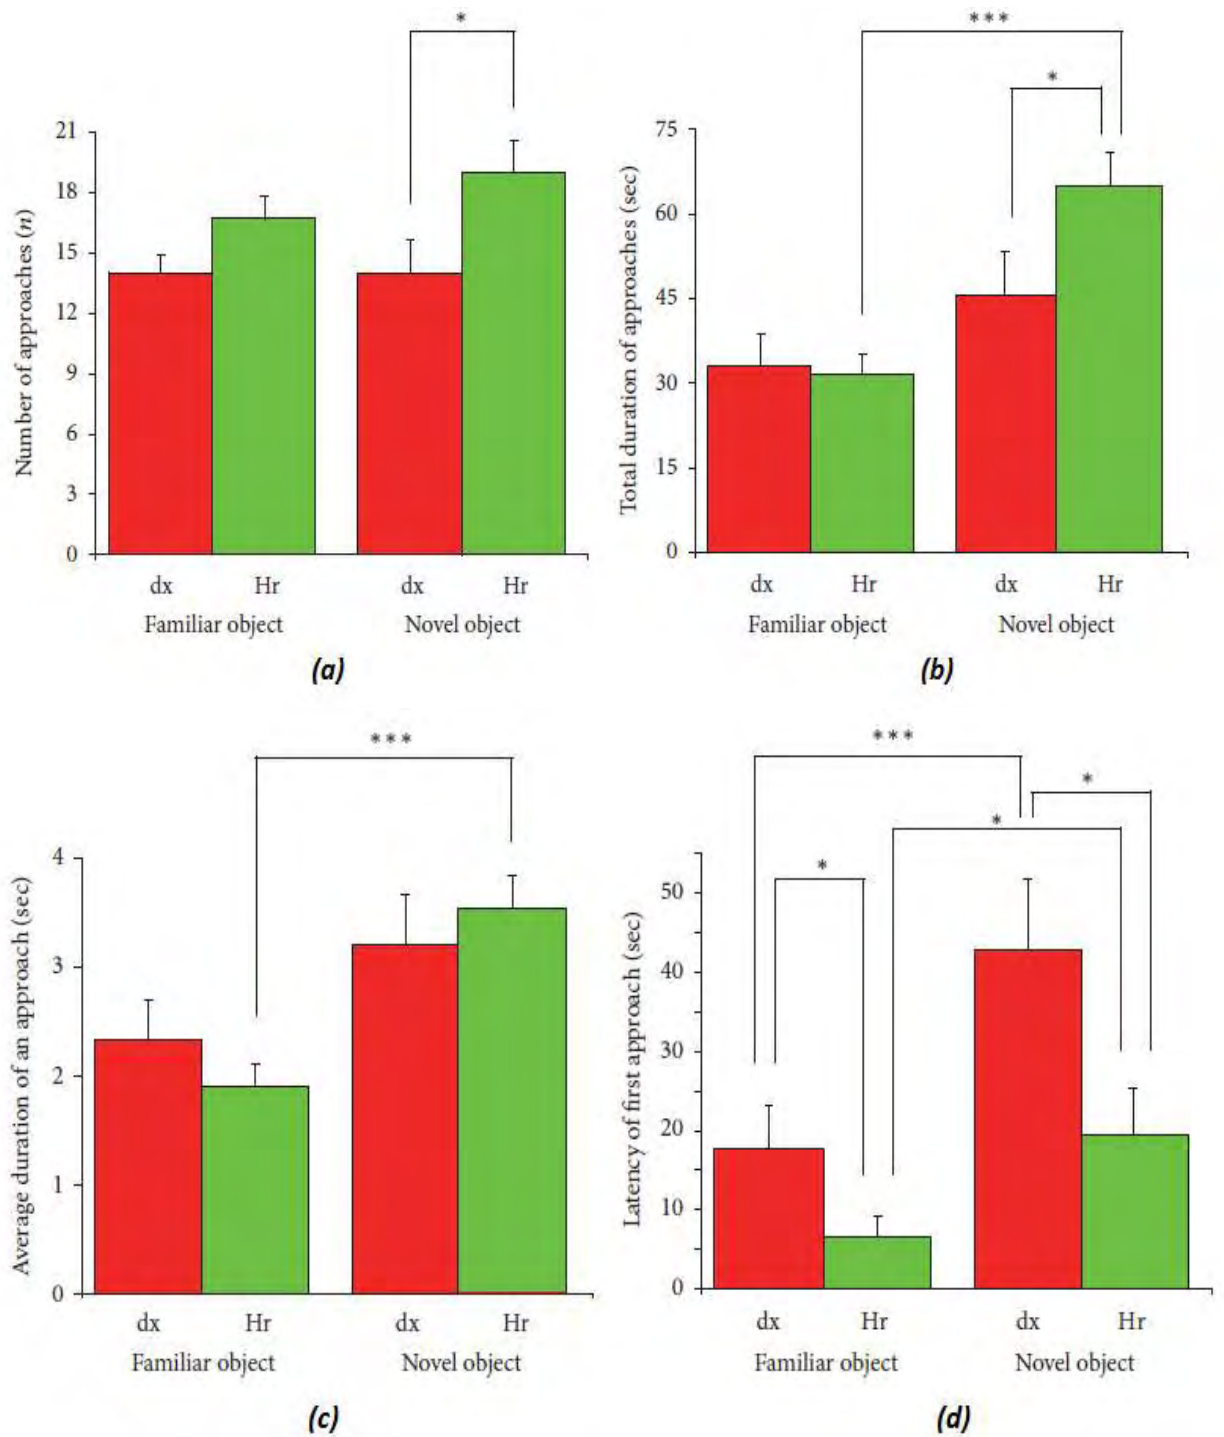 *
21
18
15
12
9
6
3
0
Number of approaches (n)
dx Hr dx Hr
Familiar object Novel object
(a)
***
*
75
60
45
30
15
0
Total duration of approaches (sec)
dx Hr dx Hr
Familiar object Novel object
(b)
***
4
3
2
1
0
Average duration of an approach (sec)
dx Hr dx Hr
Familiar object Novel object
(c)
***
*
*
*
50
40
30
20
10
0
Latency of first approach (sec)
dx Hr dx Hr
Familiar object Novel object
(d)